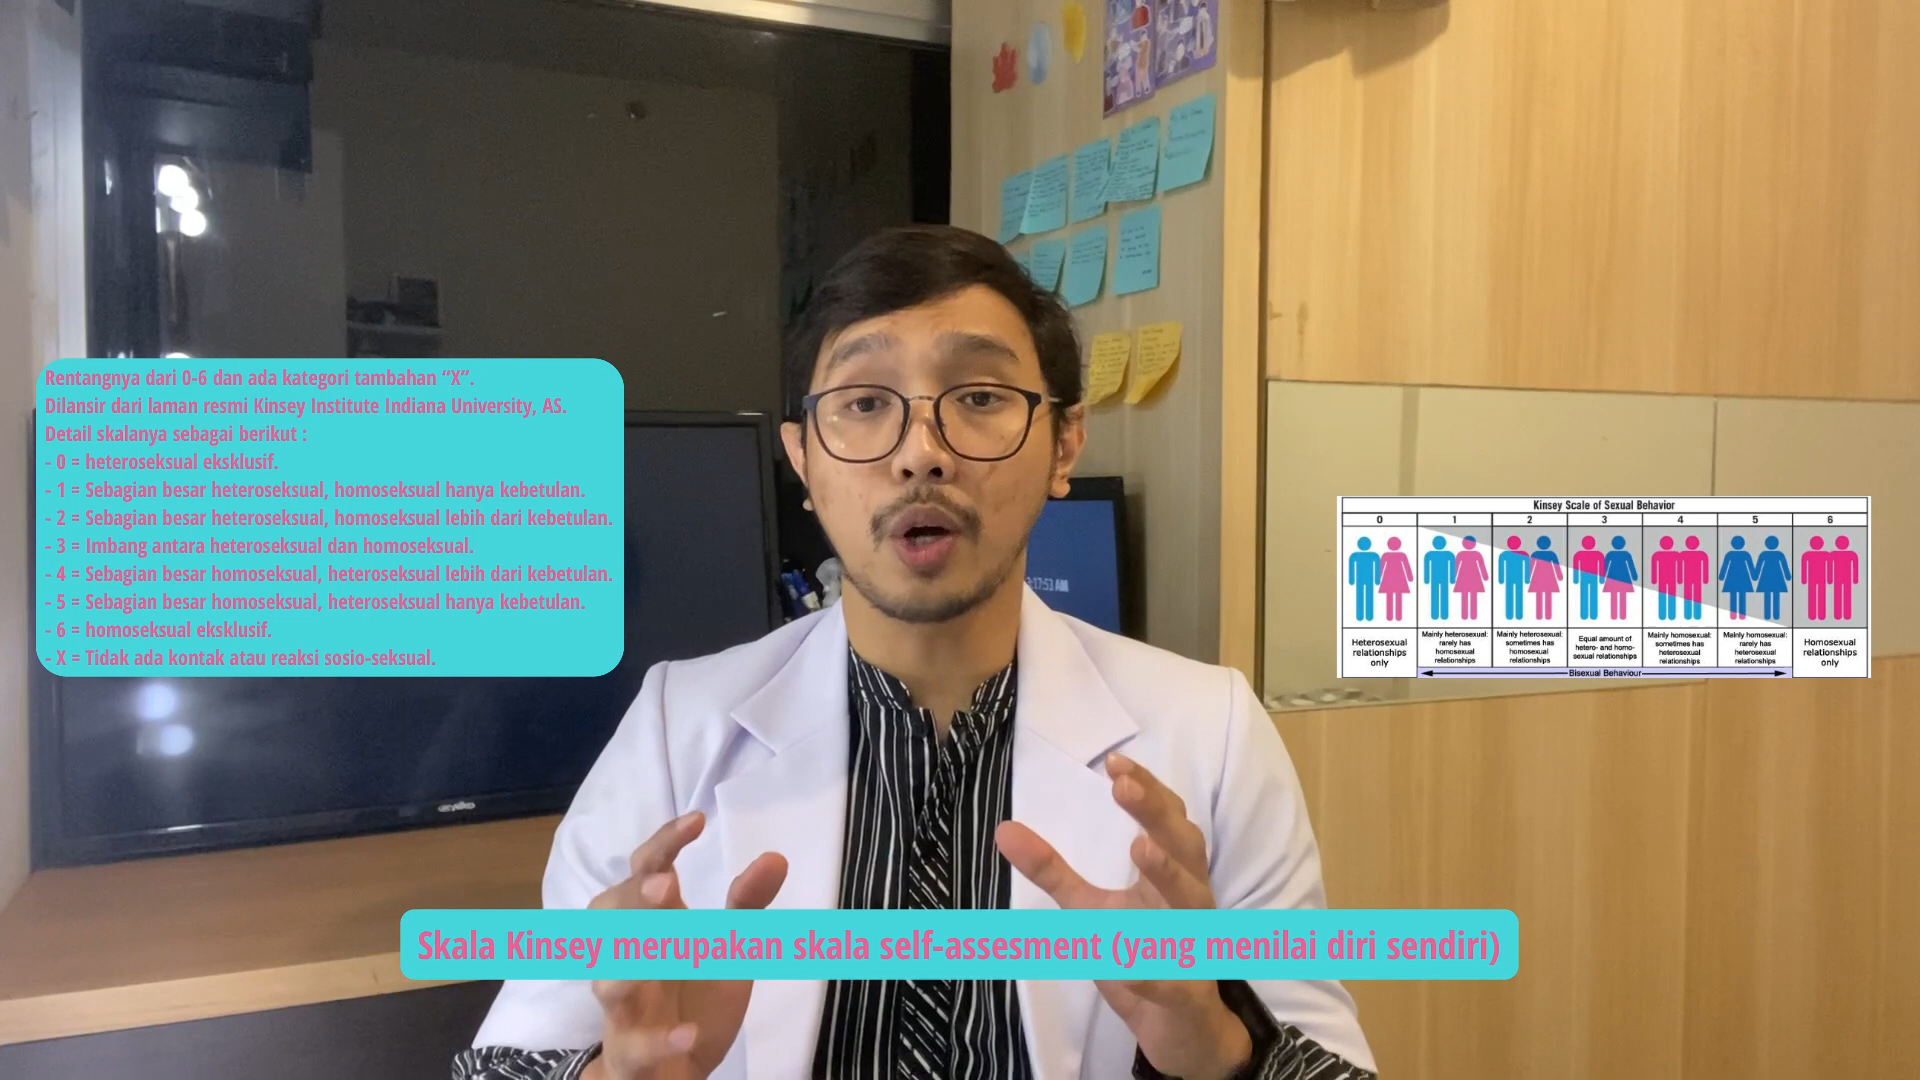 Rentangnya dari 0-6 dan ada kategori tambahan “X”.
Dilansir dari laman resmi Kinsey Institute Indiana University, AS.
Detail skalanya sebagai berikut :
- 0 = heteroseksual eksklusif.
- 1 = Sebagian besar heteroseksual, homoseksual hanya kebetulan.
- 2 = Sebagian besar heteroseksual, homoseksual lebih dari kebetulan.
- 3 = Imbang antara heteroseksual dan homoseksual.
- 4 = Sebagian besar homoseksual, heteroseksual lebih dari kebetulan.
- 5 = Sebagian besar homoseksual, heteroseksual hanya kebetulan.
- 6 = homoseksual eksklusif.
- X = Tidak ada kontak atau reaksi sosio-seksual.
Kinsey Scale of Sexual Behavior
0 1 2 3 4 5 6
Heterosexual
relationships
only
Mainly heterosexual:
rarely has
homosexual
relationships
Mainly heterosexual:
sometimes has
homosexual
relationships
Equal amount of
hetero- and homo-
sexual relationships
Mainly homosexual:
sometimes has
heterosexual
relationships
Mainly homosexual:
rarely has
heterosexual
relationships
Homosexual
relationships
only
Bisexual Behaviour
Skala Kinsey merupakan skala self-assesment (yang menilai diri sendiri)